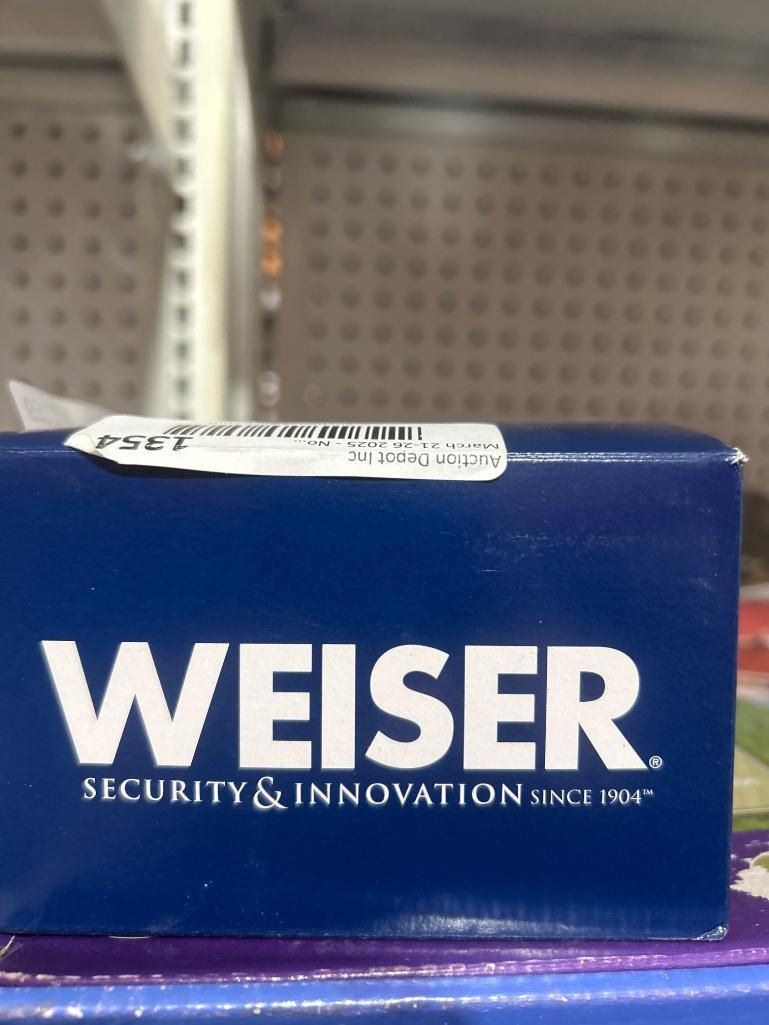 Auction Depot Inc
March 21-26 2025 - No...
1354
WEISER®
SECURITY & INNOVATION SINCE 1904™